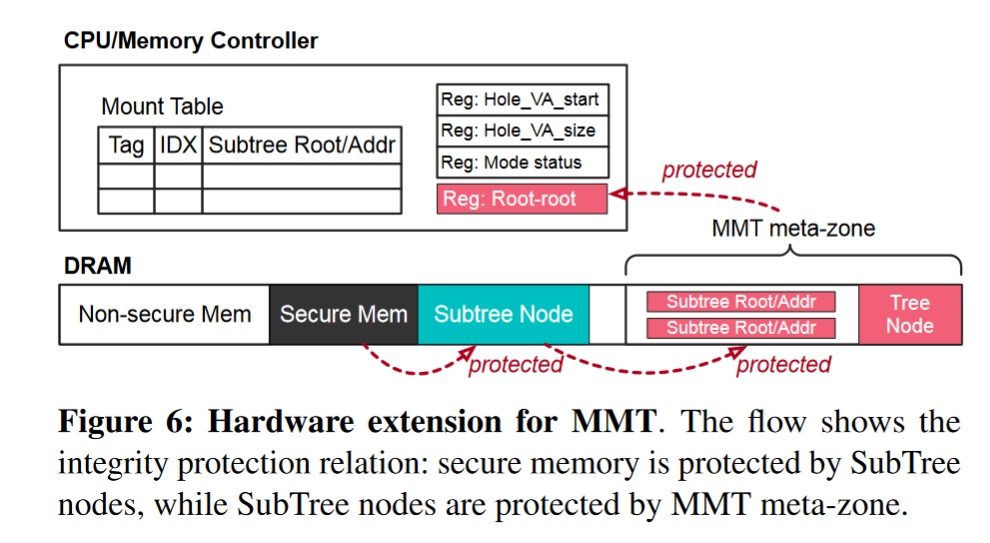 CPU/Memory Controller
Mount Table
Tag IDX Subtree Root/Addr
Reg: Hole_VA_start
Reg: Hole_VA_size
Reg: Mode status
Reg: Root-root
protected
MMT meta-zone
DRAM
Non-secure Mem
Secure Mem
Subtree Node
Subtree Root/Addr
Subtree Root/Addr
Tree
Node
protected
protected
Figure 6: Hardware extension for MMT. The flow shows the
integrity protection relation: secure memory is protected by SubTree
nodes, while SubTree nodes are protected by MMT meta-zone.